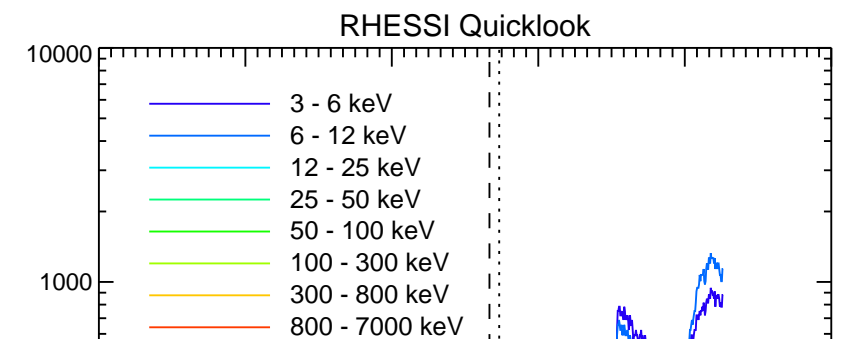 RHESSI Quicklook
10000
3 - 6 keV
6 - 12 keV
12 - 25 keV
25 - 50 keV
50 - 100 keV
100 - 300 keV
1000
300 - 800 keV
800 - 7000 keV